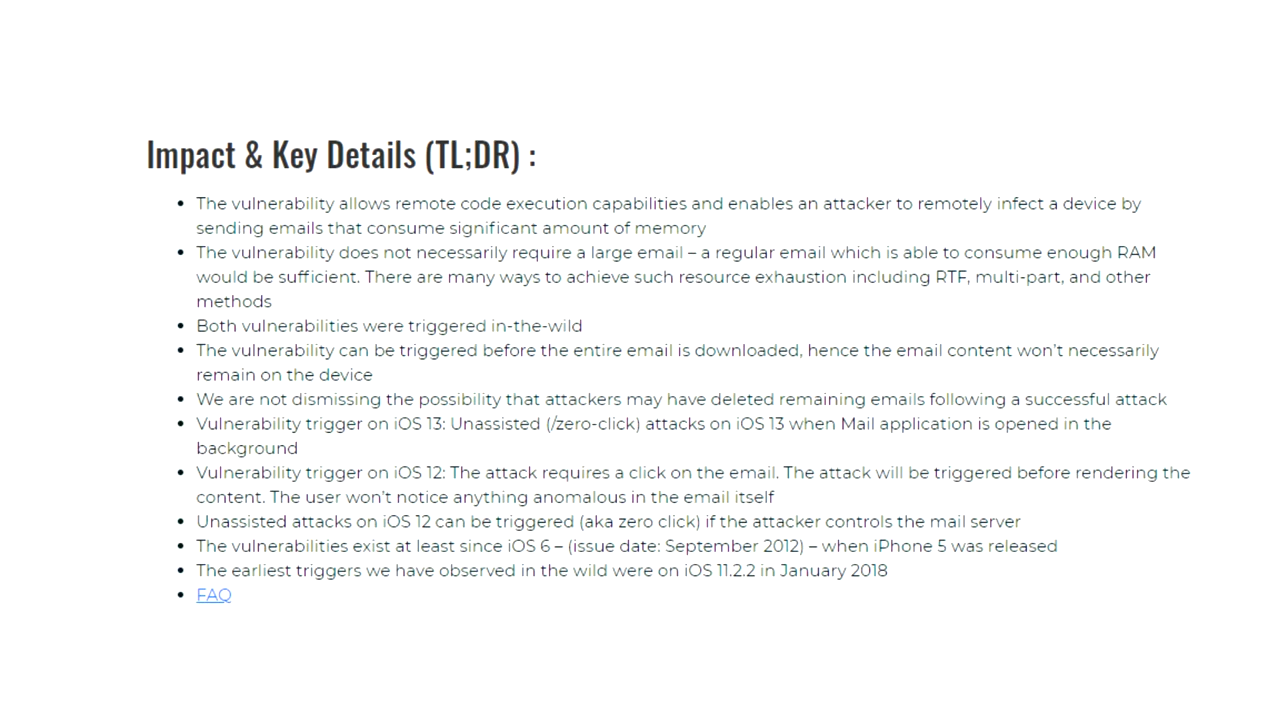 Impact & Key Details (TL;DR) :
• The vulnerability allows remote code execution capabilities and enables an attacker to remotely infect a device by
sending emails that consume significant amount of memory
• The vulnerability does not necessarily require a large email – a regular email which is able to consume enough RAM
would be sufficient. There are many ways to achieve such resource exhaustion including RTF, multi-part, and other
methods
• Both vulnerabilities were triggered in-the-wild
• The vulnerability can be triggered before the entire email is downloaded, hence the email content won’t necessarily
remain on the device
• We are not dismissing the possibility that attackers may have deleted remaining emails following a successful attack
• Vulnerability trigger on iOS 13: Unassisted (/zero-click) attacks on iOS 13 when Mail application is opened in the
background
• Vulnerability trigger on iOS 12: The attack requires a click on the email. The attack will be triggered before rendering the
content. The user won’t notice anything anomalous in the email itself
• Unassisted attacks on iOS 12 can be triggered (aka zero click) if the attacker controls the mail server
• The vulnerabilities exist at least since iOS 6 – (issue date: September 2012) – when iPhone 5 was released
• The earliest triggers we have observed in the wild were on iOS 11.2.2 in January 2018
• FAQ